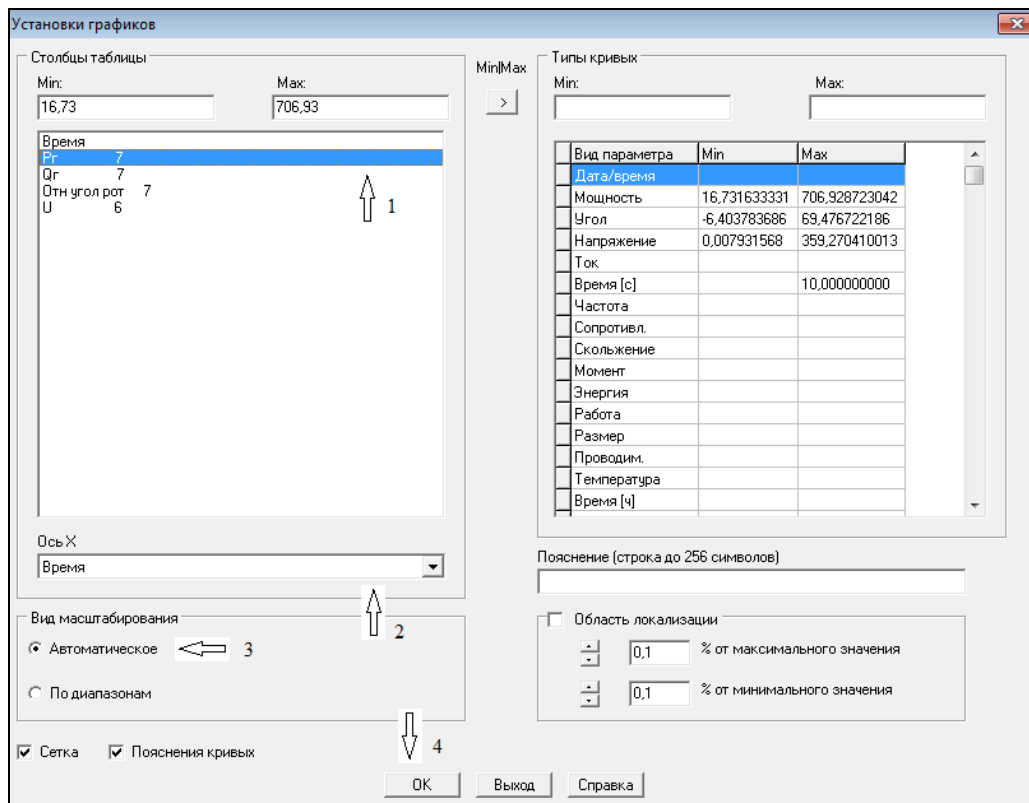 Установки графиков
Столбцы таблицы
Min:
Max:
16,73
706,93
Время
Pг 7
Qг 7
Отн угол рот 7
U 6
1
Ось X
Время
2
Вид масштабирования
Автоматическое
3
По диапазонам
4
Сетка
Пояснения кривых
Min|Max
>
Типы кривых
Min:
Max:
Вид параметра Min Max
Дата/время
Мощность 16,731633331 706,928723042
Угол -6,403783686 69,476722186
Напряжение 0,007931568 359,270410013
Ток
Время [с] 10,000000000
Частота
Сопротивл.
Скольжение
Момент
Энергия
Работа
Размер
Проводим.
Температура
Время [ч]
Пояснение (строка до 256 символов)
Область локализации
0,1 % от максимального значения
0,1 % от минимального значения
OK
Выход
Справка